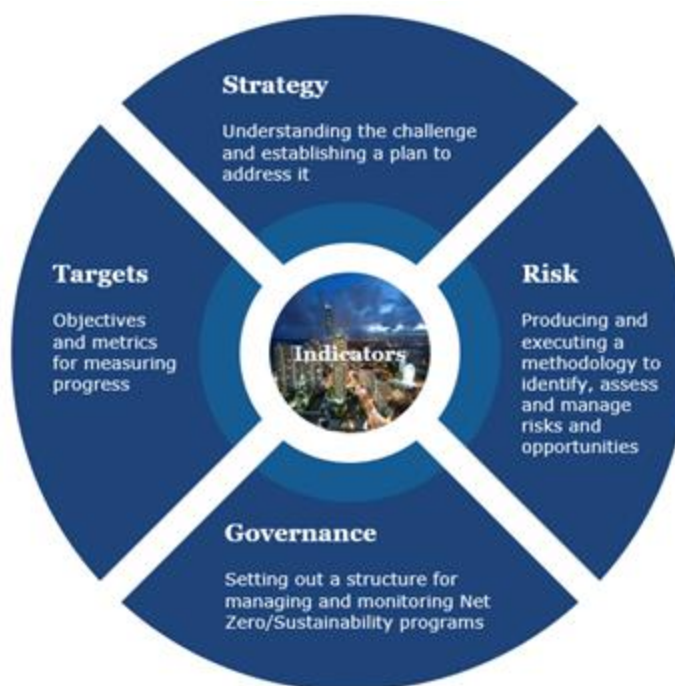 Strategy
Understanding the challenge
and establishing a plan to
address it
Targets
Objectives
and metrics
for measuring
progress
Indicators
Risk
Producing and
executing a
methodology to
identify, assess
and manage
risks and
opportunities
Governance
Setting out a structure for
managing and monitoring Net
Zero/Sustainability programs